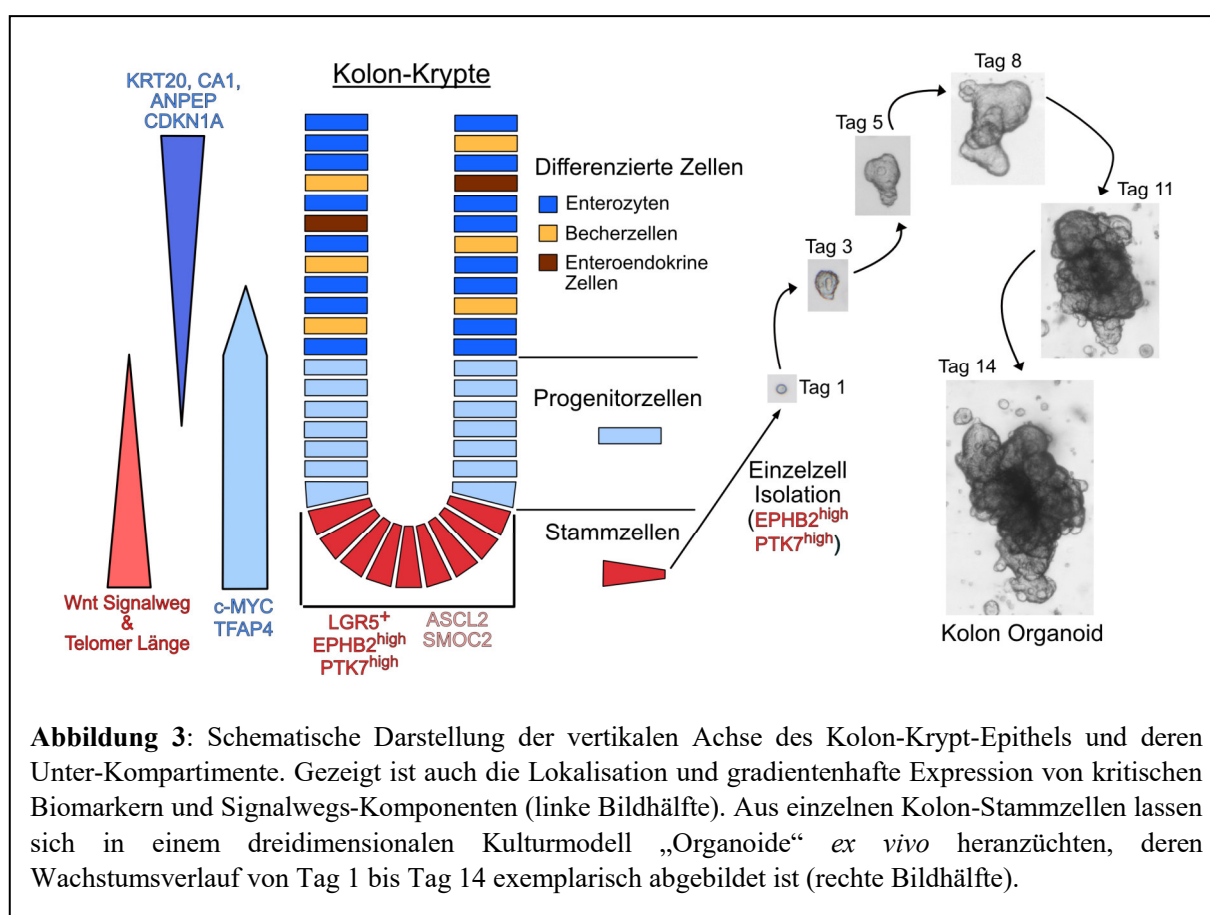 KRT20, CA1,
ANPEP
CDKN1A
Kolon-Krypte
Differenzierte Zellen
Enterozyten
Becherzellen
Enteroendokrine
Zellen
Progenitorzellen
Stammzellen
Wnt Signalweg
&
Telomer Länge
c-MYC
TFAP4
LGR5+
EPHB2high
PTK7high
ASCL2
SMOC2
Einzelzell
Isolation
(EPHB2high
PTK7high)
Tag 1
Tag 3
Tag 5
Tag 8
Tag 11
Tag 14
Kolon Organoid
Abbildung 3: Schematische Darstellung der vertikalen Achse des Kolon-Krypt-Epithels und deren
Unter-Kompartimente. Gezeigt ist auch die Lokalisation und gradientenhafte Expression von kritischen
Biomarkern und Signalwegs-Komponenten (linke Bildhälfte). Aus einzelnen Kolon-Stammzellen lassen
sich in einem dreidimensionalen Kulturmodell „Organoide“ ex vivo heranzüchten, deren
Wachstumsverlauf von Tag 1 bis Tag 14 exemplarisch abgebildet ist (rechte Bildhälfte).